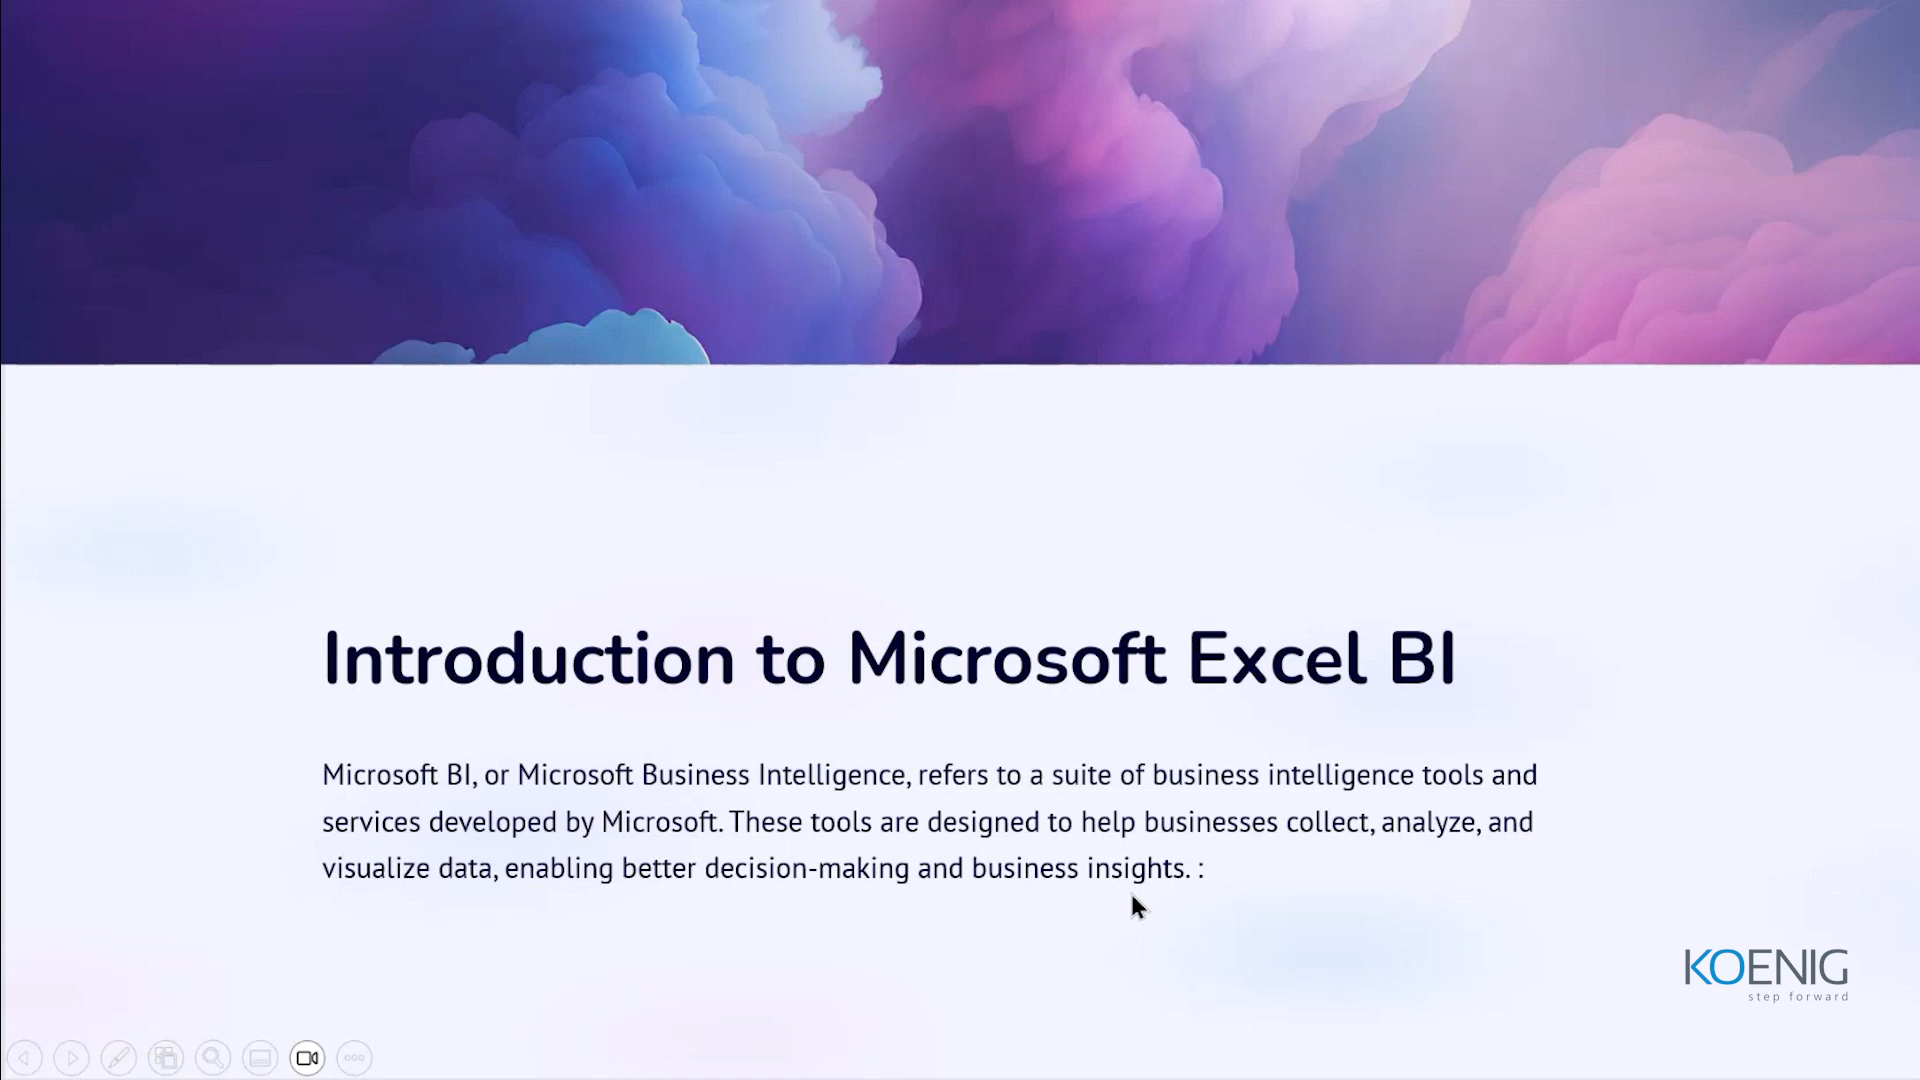 Introduction to Microsoft Excel BI
Microsoft BI, or Microsoft Business Intelligence, refers to a suite of business intelligence tools and
services developed by Microsoft. These tools are designed to help businesses collect, analyze, and
visualize data, enabling better decision-making and business insights. :
KOENIG
step forward